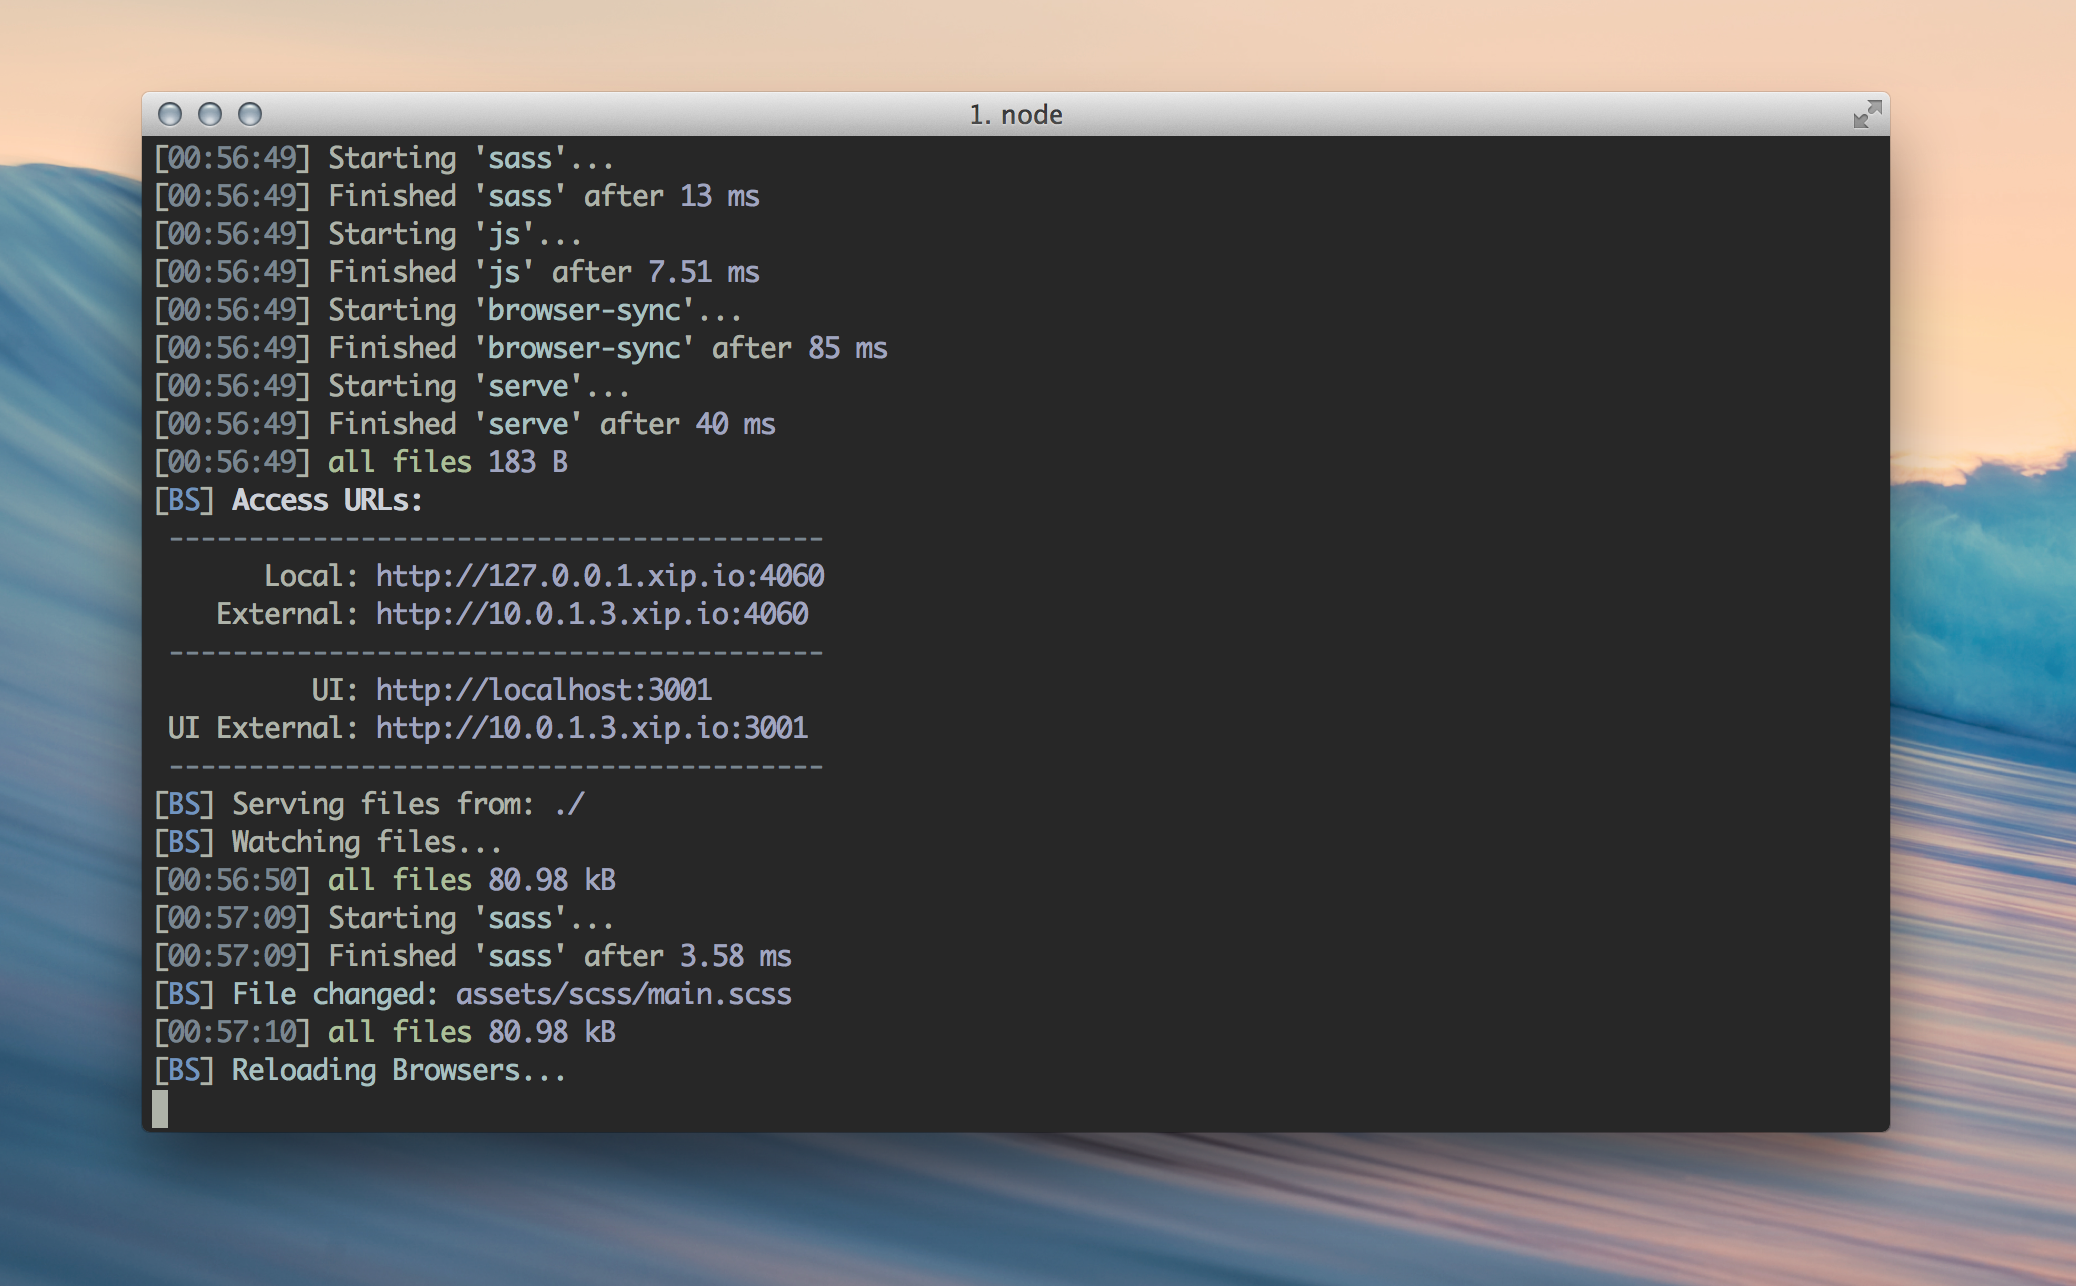 1. node
[00:56:49] Starting 'sass'...
[00:56:49] Finished 'sass' after 13 ms
[00:56:49] Starting 'js'...
[00:56:49] Finished 'js' after 7.51 ms
[00:56:49] Starting 'browser-sync'...
[00:56:49] Finished 'browser-sync' after 85 ms
[00:56:49] Starting 'serve'...
[00:56:49] Finished 'serve' after 40 ms
[00:56:49] all files 183 B
[BS] Access URLs:
-----------------------------------------
Local: http://127.0.0.1.xip.io:4060
External: http://10.0.1.3.xip.io:4060
-----------------------------------------
UI: http://localhost:3001
UI External: http://10.0.1.3.xip.io:3001
-----------------------------------------
[BS] Serving files from: ./
[BS] Watching files...
[00:56:50] all files 80.98 kB
[00:57:09] Starting 'sass'...
[00:57:09] Finished 'sass' after 3.58 ms
[BS] File changed: assets/scss/main.scss
[00:57:10] all files 80.98 kB
[BS] Reloading Browsers...